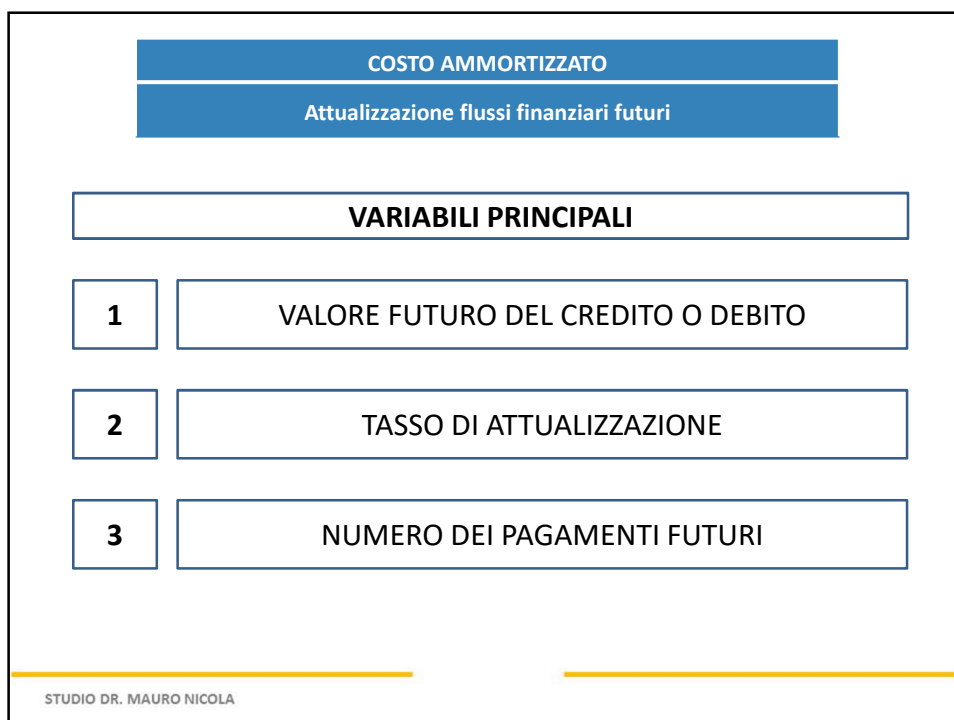 COSTO AMMORTIZZATO
Attualizzazione flussi finanziari futuri
VARIABILI PRINCIPALI
1 VALORE FUTURO DEL CREDITO O DEBITO
2 TASSO DI ATTUALIZZAZIONE
3 NUMERO DEI PAGAMENTI FUTURI
STUDIO DR. MAURO NICOLA